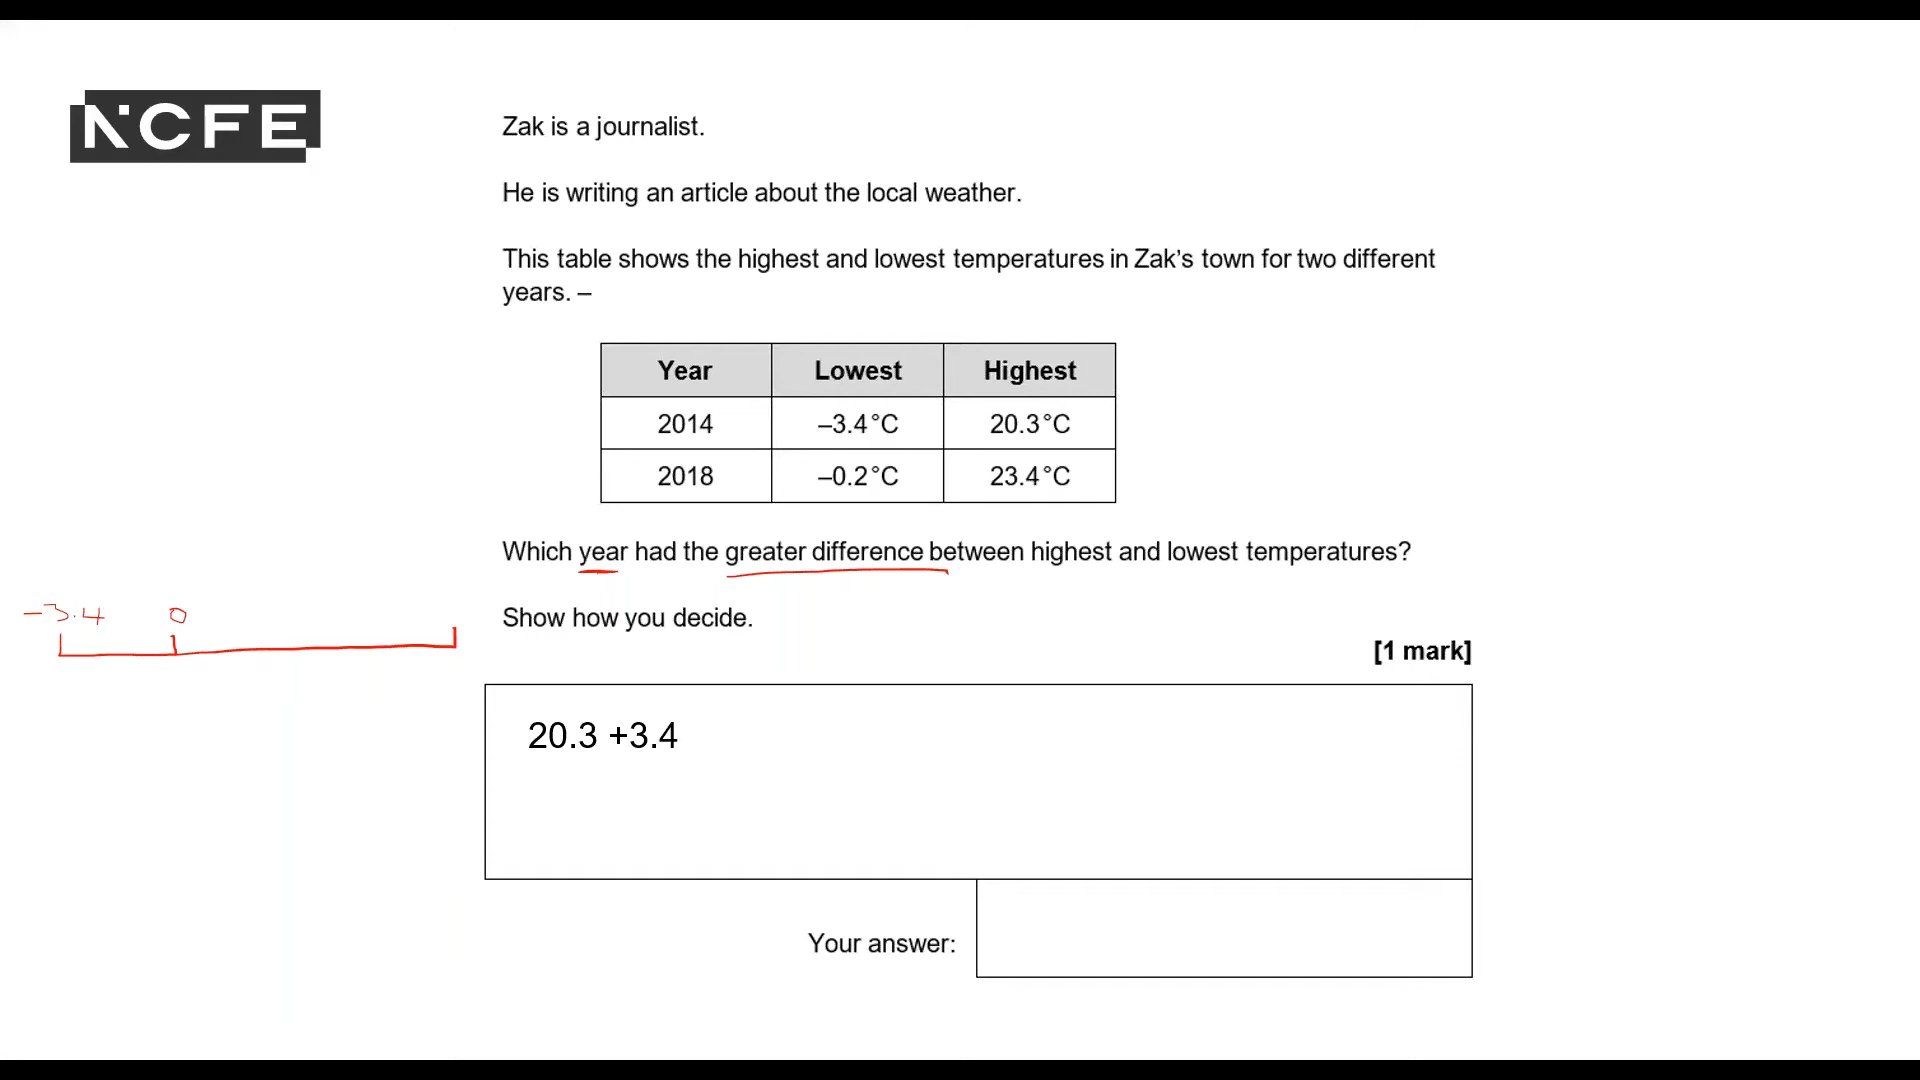 NCFE
Zak is a journalist.
He is writing an article about the local weather.
This table shows the highest and lowest temperatures in Zak's town for two different
years. –
Year Lowest Highest
2014 –3.4°C 20.3°C
2018 –0.2°C 23.4°C
Which year had the greater difference between highest and lowest temperatures?
-3.4 0
Show how you decide.
[1 mark]
20.3 +3.4
Your answer: